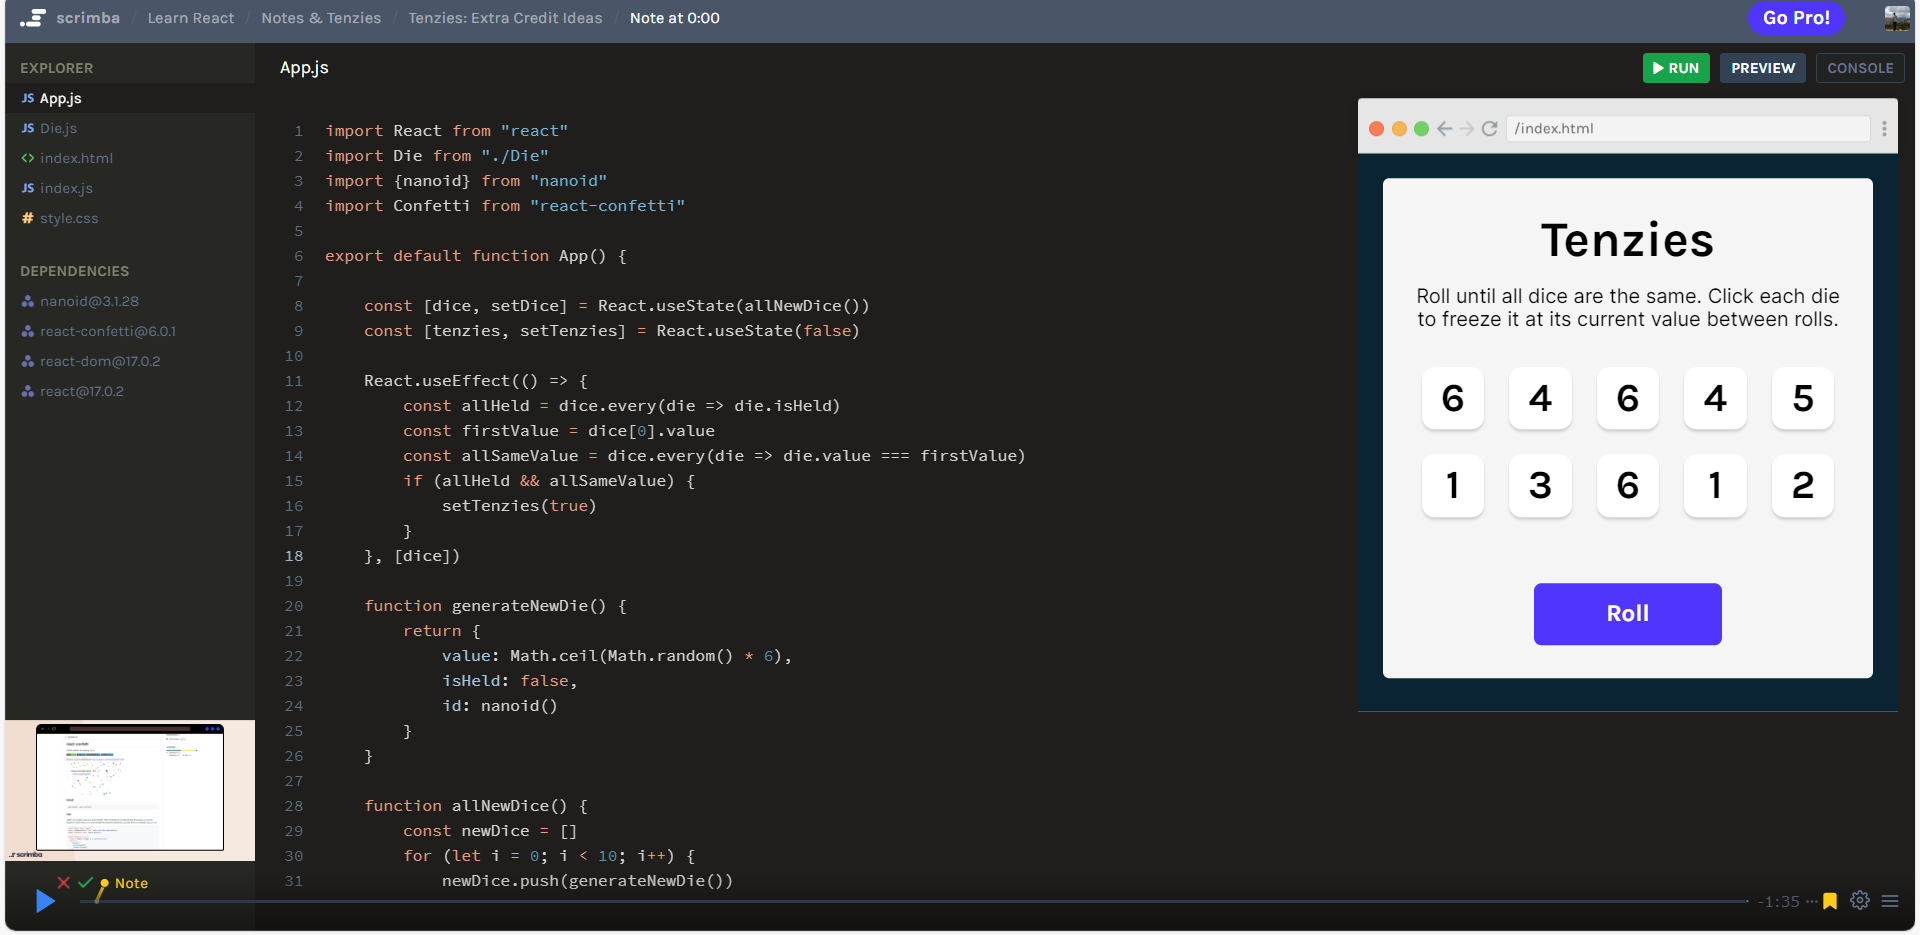 scrimba / Learn React / Notes & Tenzies / Tenzies: Extra Credit Ideas / Note at 0:00
Go Pro!
EXPLORER
JS App.js
JS Die.js
<> index.html
JS index.js
# style.css
DEPENDENCIES
nanoid@3.1.28
react-confetti@6.0.1
react-dom@17.0.2
react@17.0.2
scrimba
App.js
RUN
PREVIEW
CONSOLE
1 import React from "react"
2 import Die from "./Die"
3 import {nanoid} from "nanoid"
4 import Confetti from "react-confetti"
5
6 export default function App() {
7
8     const [dice, setDice] = React.useState(allNewDice())
9     const [tenzies, setTenzies] = React.useState(false)
10
11     React.useEffect(() => {
12         const allHeld = dice.every(die => die.isHeld)
13         const firstValue = dice[0].value
14         const allSameValue = dice.every(die => die.value === firstValue)
15         if (allHeld && allSameValue) {
16             setTenzies(true)
17         }
18     }, [dice])
19
20     function generateNewDie() {
21         return {
22             value: Math.ceil(Math.random() * 6),
23             isHeld: false,
24             id: nanoid()
25         }
26     }
27
28     function allNewDice() {
29         const newDice = []
30         for (let i = 0; i < 10; i++) {
31             newDice.push(generateNewDie())
/index.html
Tenzies
Roll until all dice are the same. Click each die
to freeze it at its current value between rolls.
6 4 6 4 5
1 3 6 1 2
Roll
Note
-1:35